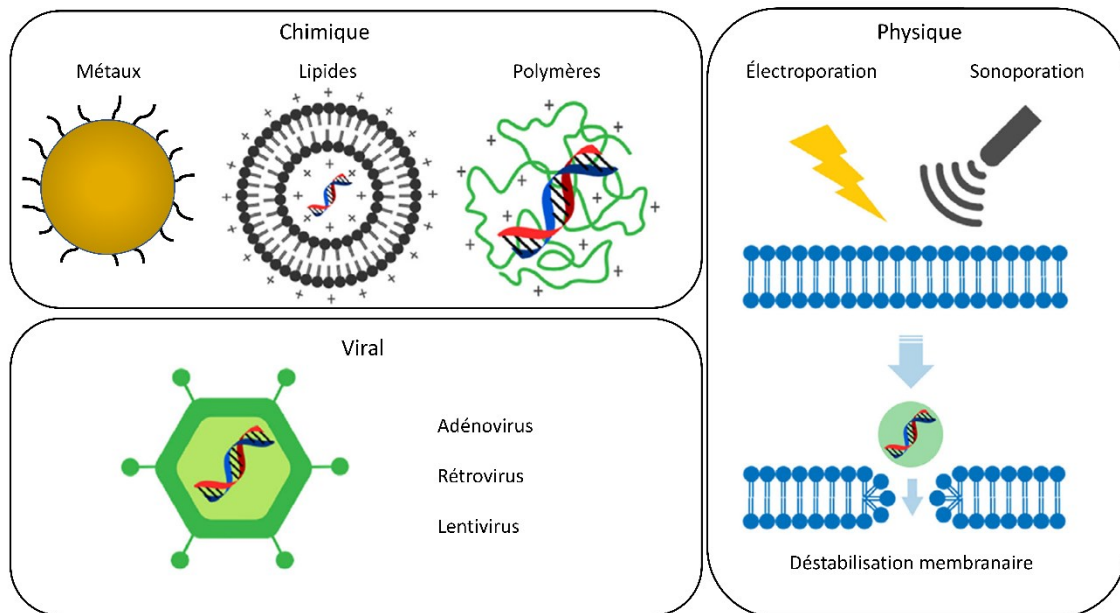 Chimique
Métaux
Lipides
Polymères
Viral
Adénovirus
Rétrovirus
Lentivirus
Physique
Électroporation
Sonoporation
Déstabilisation membranaire